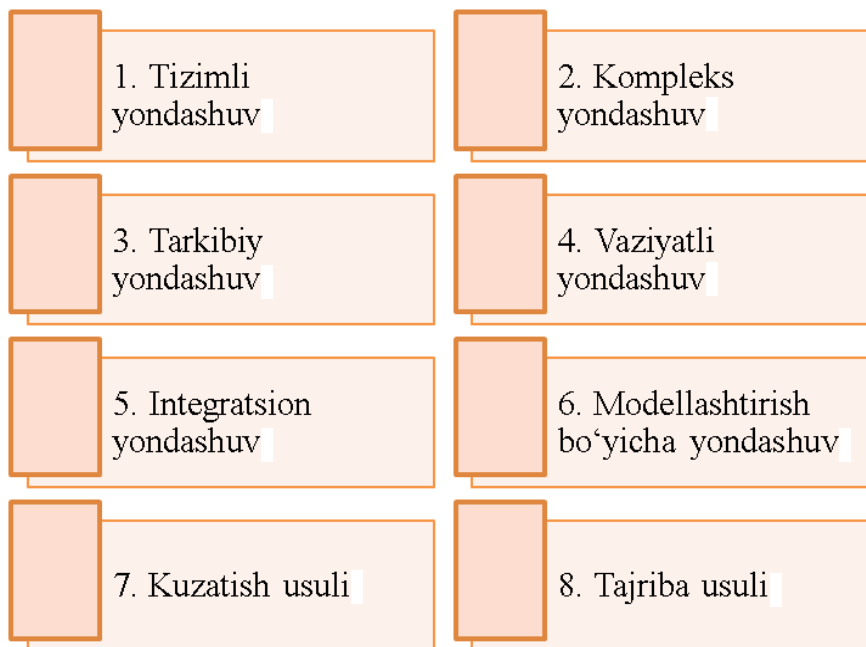 1. Tizimli
yondashuv
2. Kompleks
yondashuv
3. Tarkibiy
yondashuv
4. Vaziyatli
yondashuv
5. Integratsion
yondashuv
6. Modellashtirish
bo‘yicha yondashuv
7. Kuzatish usuli
8. Tajriba usuli